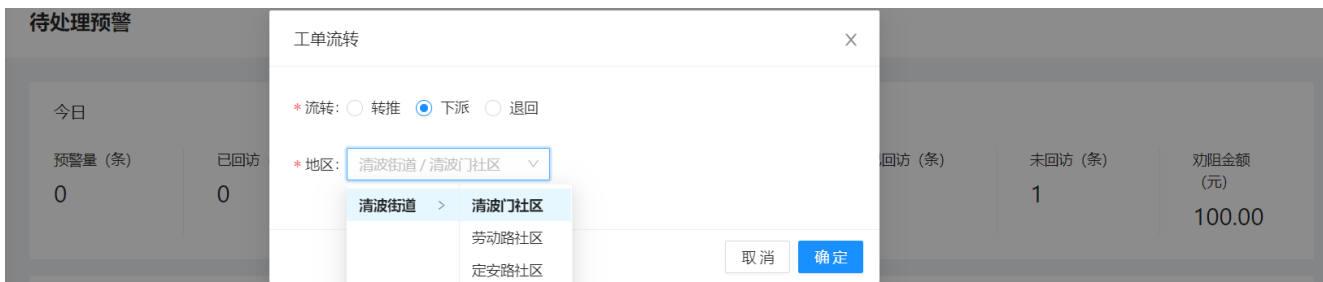 待处理预警
工单流转
* 流转: 转推 下派 退回
* 地区: 清波街道 / 清波门社区
清波街道 > 清波门社区
劳动路社区
定安路社区
取消 确定
今日
预警量（条） 已回访 回访（条） 未回访（条） 劝阻金额（元）
0 0 1 100.00